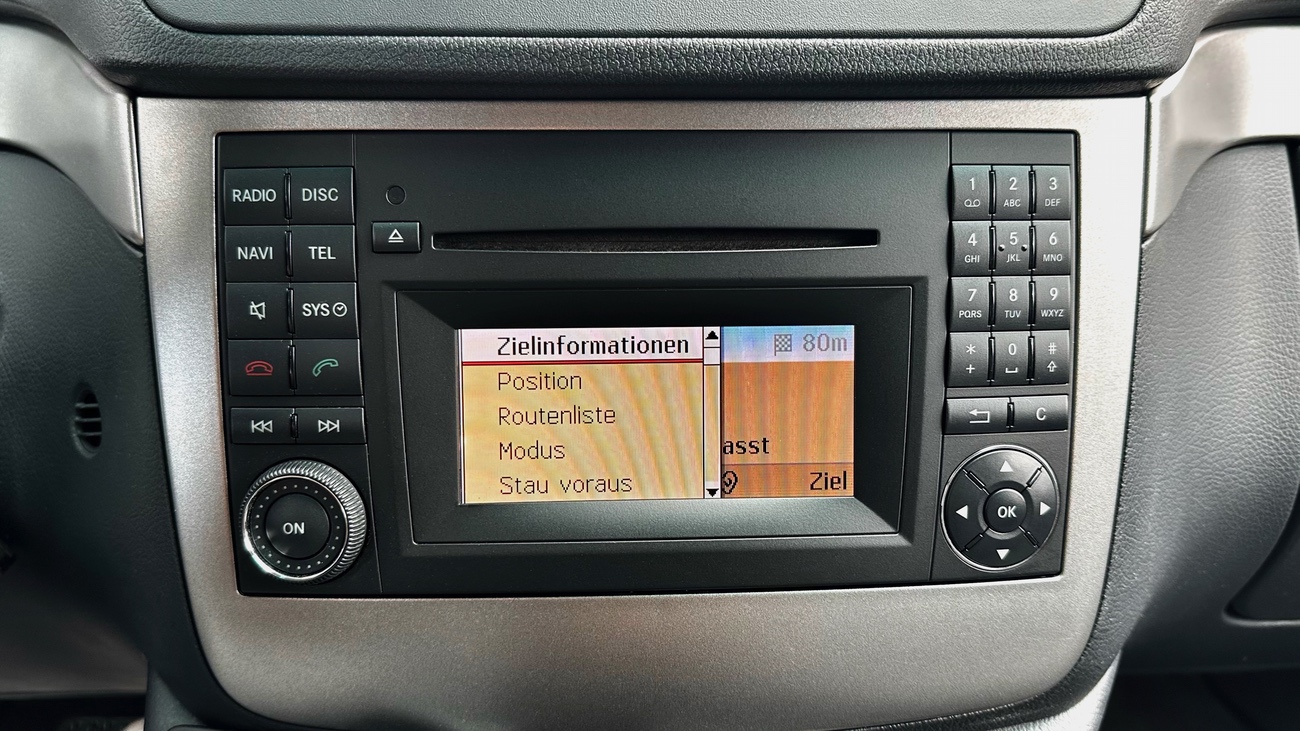 RADIO DISC
NAVI TEL
SYS
ON
Zielinformationen
Position
Routenliste
Modus
Stau voraus
80m
asst
Ziel
1 2 ABC 3 DEF
4 GHI 5 JKL 6 MNO
7 PQRS 8 TUV 9 WXYZ
* + 0 #
C
OK